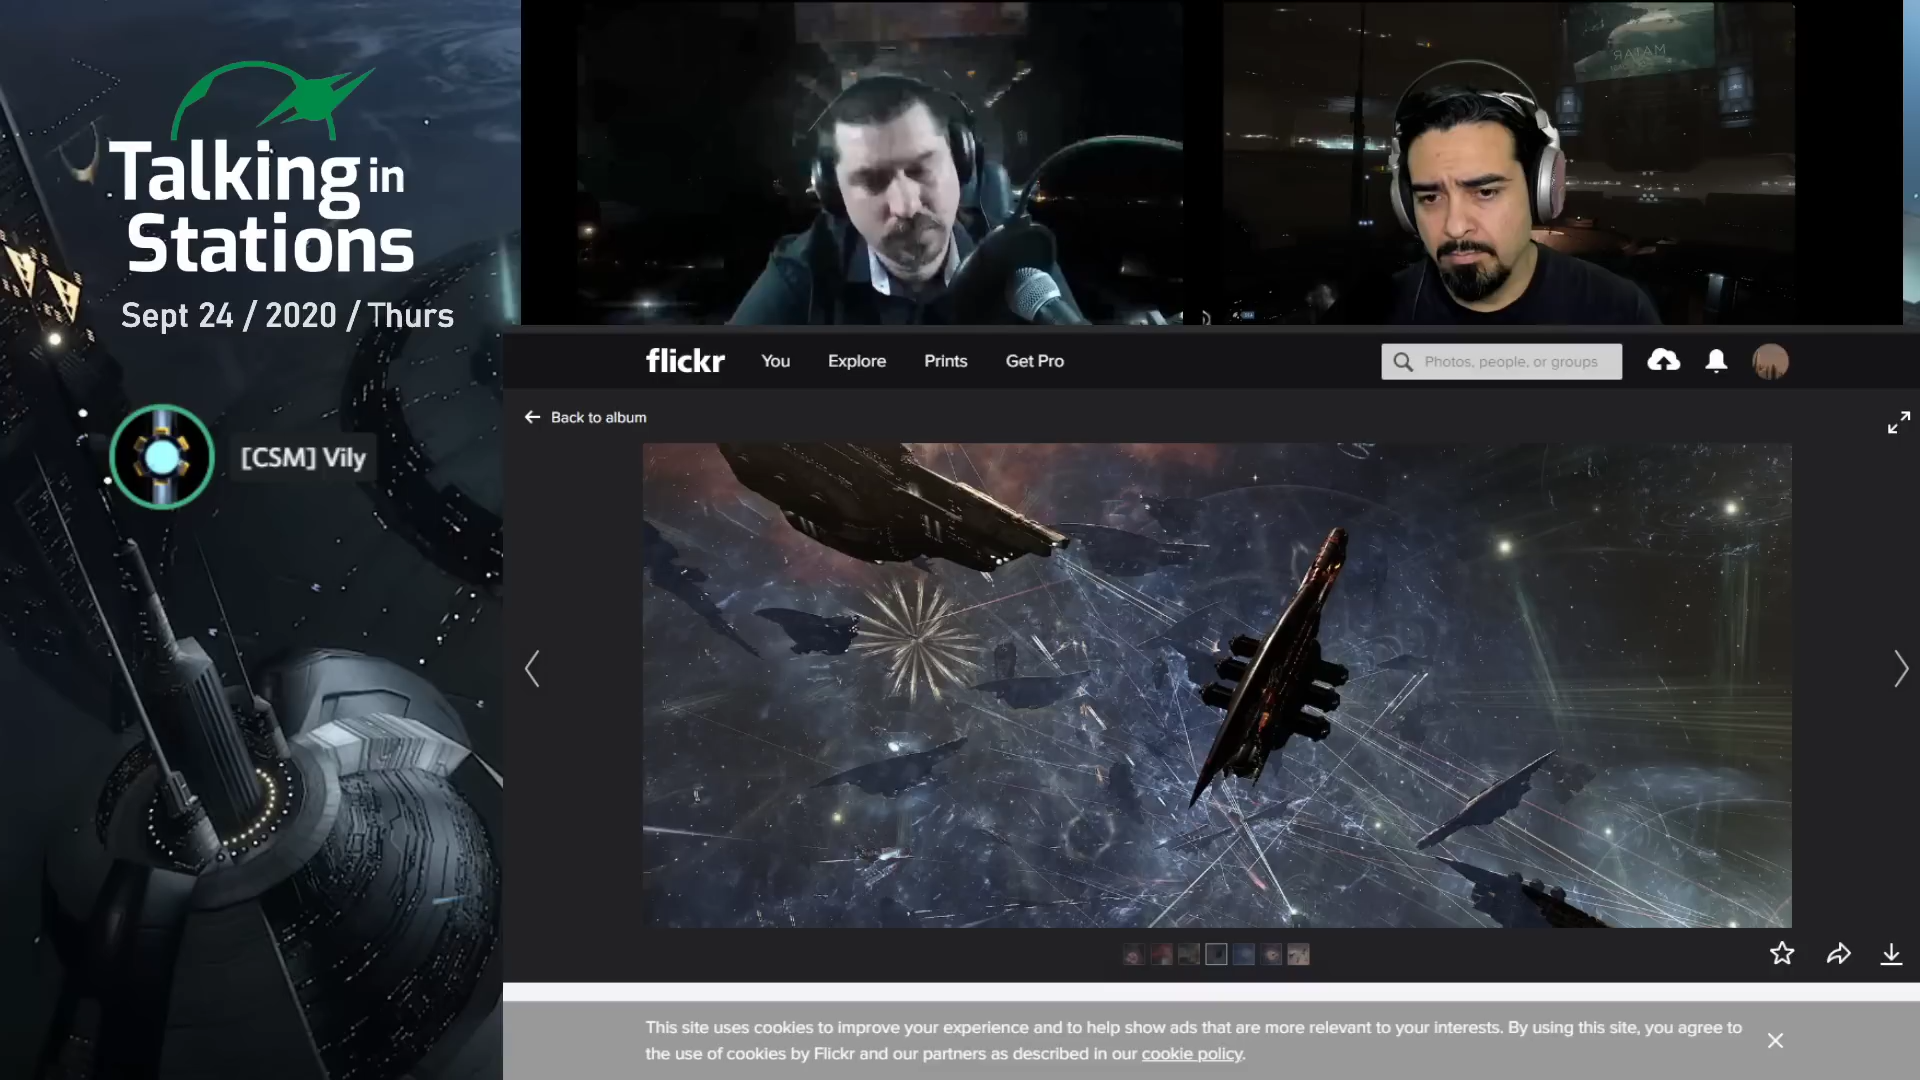 Talking in
Stations
Sept 24 / 2020 / Thurs
[CSM] Vily
MATAR
flickr
You
Explore
Prints
Get Pro
Photos, people, or groups
Back to album
This site uses cookies to improve your experience and to help show ads that are more relevant to your interests. By using this site, you agree to
the use of cookies by Flickr and our partners as described in our cookie policy.